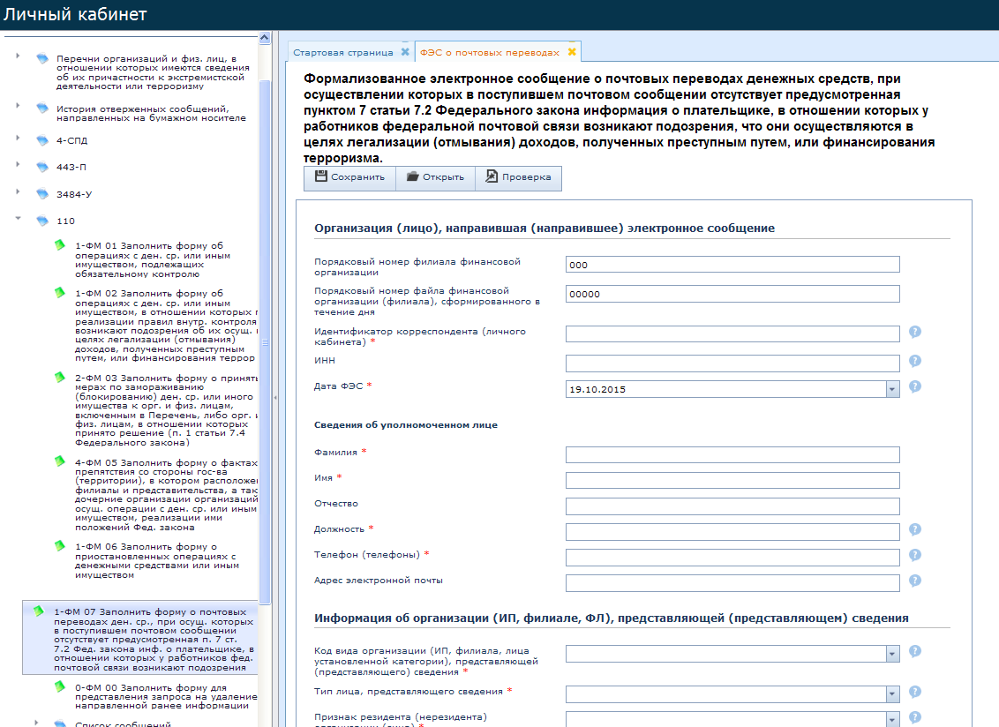 Личный кабинет
Перечни организаций и физ. лиц, в
отношении которых имеются сведения
об их причастности к экстремистской
деятельности или терроризму
История отверженных сообщений,
направленных на бумажном носителе
4-СПД
443-П
3484-У
110
1-ФМ 01 Заполнить форму об
операциях с ден. ср. или иным
имуществом, подлежащих
обязательному контролю
1-ФМ 02 Заполнить форму об
операциях с ден. ср. или иным
имуществом, в отношении которых
реализации правил внутр. контроля
возникают подозрения об их осущ.
целях легализации (отмывания)
доходов, полученных преступным
путем, или финансирования террор
2-ФМ 03 Заполнить форму о принять
мерах по замораживанию
(блокированию) ден. ср. или иного
имущества к орг. и физ. лицам,
включенным в Перечень, либо орг.
физ. лицам, в отношении которых
принято решение (п. 1 статьи 7.4
Федерального закона)
4-ФМ 05 Заполнить форму о фактах
препятствия со стороны гос-ва
(территории), в котором расположе
филиалы и представительства, а так
дочерние организации организаций
осущ. операции с ден. ср. или иным
имуществом, реализации ими
положений Фед. закона
1-ФМ 06 Заполнить форму о
приостановленных операциях с
денежными средствами или иным
имуществом
1-ФМ 07 Заполнить форму о почтовых
переводах ден. ср., при осущ. которых
в поступившем почтовом сообщении
отсутствует предусмотренная п. 7 ст.
7.2 Фед. закона инф. о плательщике, в
отношении которых у работников фед.
почтовой связи возникают подозрения
0-ФМ 00 Заполнить форму для
представления запроса на удаление
направленной ранее информации
Список сообщений
Стартовая страница
ФЭС о почтовых переводах
Формализованное электронное сообщение о почтовых переводах денежных средств, при
осуществлении которых в поступившем почтовом сообщении отсутствует предусмотренная
пунктом 7 статьи 7.2 Федерального закона информация о плательщике, в отношении которых у
работников федеральной почтовой связи возникают подозрения, что они осуществляются в
целях легализации (отмывания) доходов, полученных преступным путем, или финансирования
терроризма.
Сохранить Открыть Проверка
Организация (лицо), направившая (направившее) электронное сообщение
Порядковый номер филиала финансовой
организации
000
Порядковый номер файла финансовой
организации (филиала), сформированного в
течение дня
00000
Идентификатор корреспондента (личного
кабинета) *
ИНН
Дата ФЭС *
19.10.2015
Сведения об уполномоченном лице
Фамилия *
Имя *
Отчество
Должность *
Телефон (телефоны) *
Адрес электронной почты
Информация об организации (ИП, филиале, ФЛ), представляющей (представляющем) сведения
Код вида организации (ИП, филиала, лица
установленной категории), представляющей
(представляющего) сведения *
Тип лица, представляющего сведения *
Признак резидента (нерезидента)